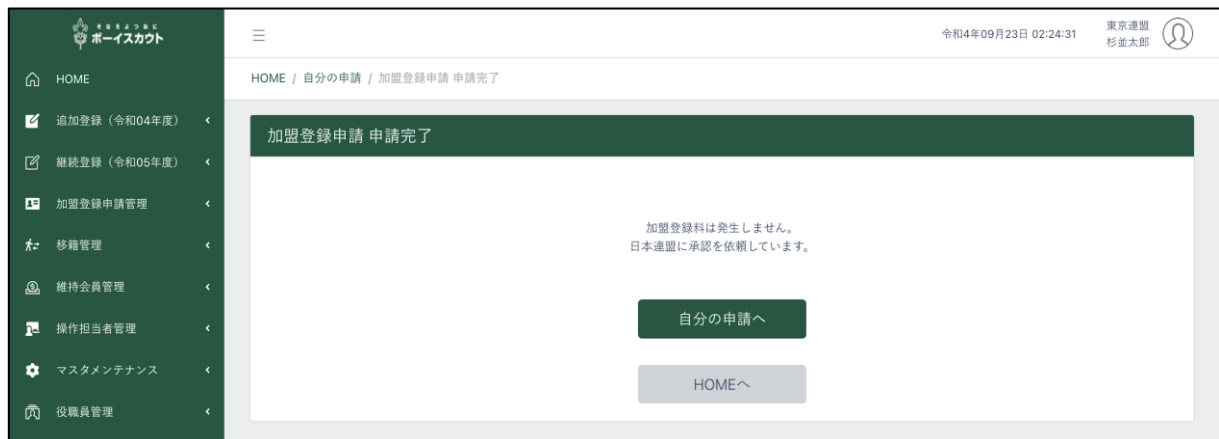 そなえよつねに
ボーイスカウト
令和4年09月23日 02:24:31
東京連盟
杉並太郎
HOME
HOME / 自分の申請 / 加盟登録申請 申請完了
追加登録（令和04年度）
加盟登録申請 申請完了
継続登録（令和05年度）
加盟登録申請管理
加盟登録料は発生しません。
移籍管理
日本連盟に承認を依頼しています。
維持会員管理
自分の申請へ
操作担当者管理
マスタメンテナンス
HOMEへ
役職員管理